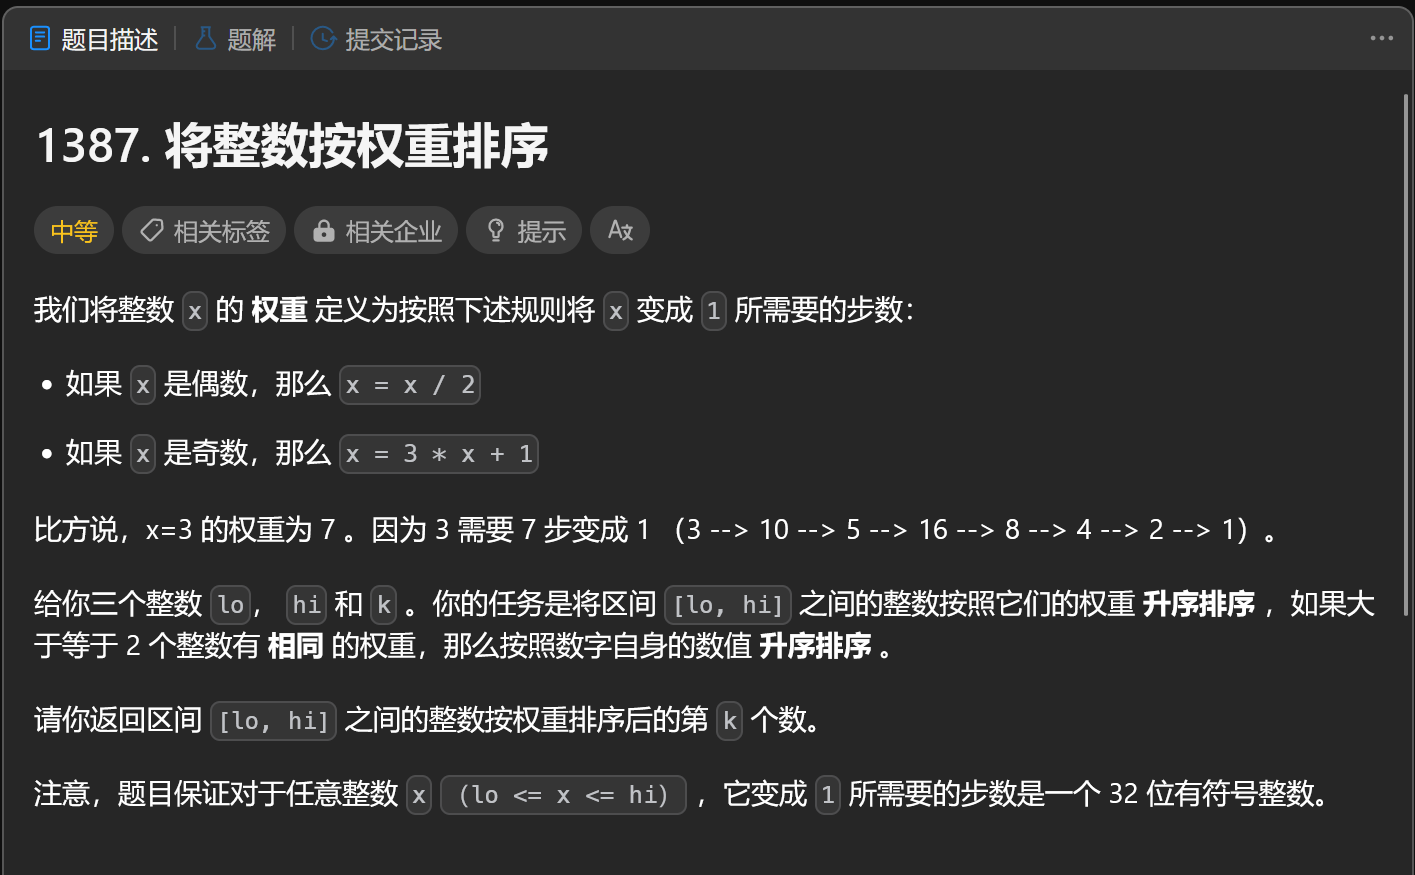 题目描述 题解 提交记录
1387. 将整数按权重排序
中等 相关标签 相关企业 提示
我们将整数 x 的 权重 定义为按照下述规则将 x 变成 1 所需要的步数：
• 如果 x 是偶数，那么 x = x / 2
• 如果 x 是奇数，那么 x = 3 * x + 1
比方说，x=3 的权重为 7 。因为 3 需要 7 步变成 1 （3 --> 10 --> 5 --> 16 --> 8 --> 4 --> 2 --> 1）。
给你三个整数 lo， hi 和 k 。你的任务是将区间 [lo, hi] 之间的整数按照它们的权重 升序排序 ，如果大
于等于 2 个整数有 相同 的权重，那么按照数字自身的数值 升序排序 。
请你返回区间 [lo, hi] 之间的整数按权重排序后的第 k 个数。
注意，题目保证对于任意整数 x (lo <= x <= hi) ，它变成 1 所需要的步数是一个 32 位有符号整数。